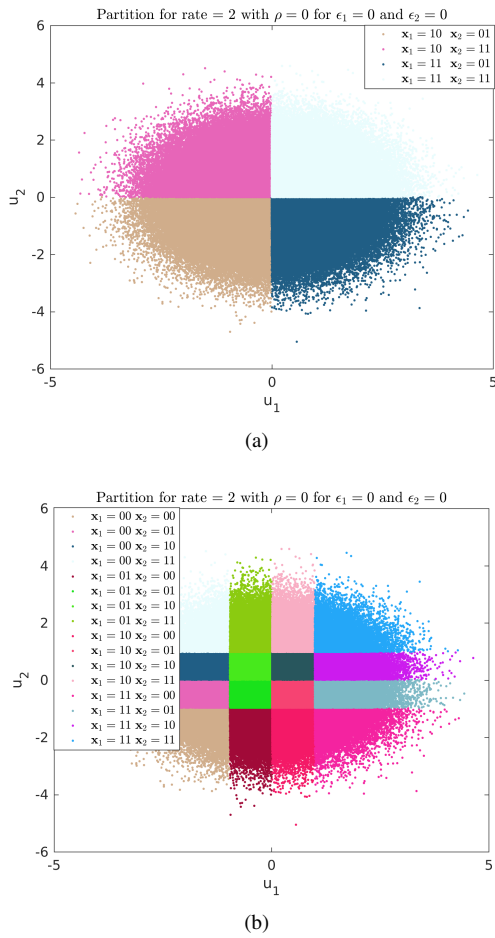 Partition for rate = 2 with ρ = 0 for ϵ₁ = 0 and ϵ₂ = 0
x₁ = 10 x₂ = 01
x₁ = 10 x₂ = 11
x₁ = 11 x₂ = 01
x₁ = 11 x₂ = 11
6
4
2
0
-2
-4
-6
u₂
-5 0 5
u₁
(a)
Partition for rate = 2 with ρ = 0 for ϵ₁ = 0 and ϵ₂ = 0
x₁ = 00 x₂ = 00
x₁ = 00 x₂ = 01
x₁ = 00 x₂ = 10
x₁ = 00 x₂ = 11
x₁ = 01 x₂ = 00
x₁ = 01 x₂ = 01
x₁ = 01 x₂ = 10
x₁ = 01 x₂ = 11
x₁ = 10 x₂ = 00
x₁ = 10 x₂ = 01
x₁ = 10 x₂ = 10
x₁ = 10 x₂ = 11
x₁ = 11 x₂ = 00
x₁ = 11 x₂ = 01
x₁ = 11 x₂ = 10
x₁ = 11 x₂ = 11
6
4
2
0
-2
-4
-6
u₂
-5 0 5
u₁
(b)